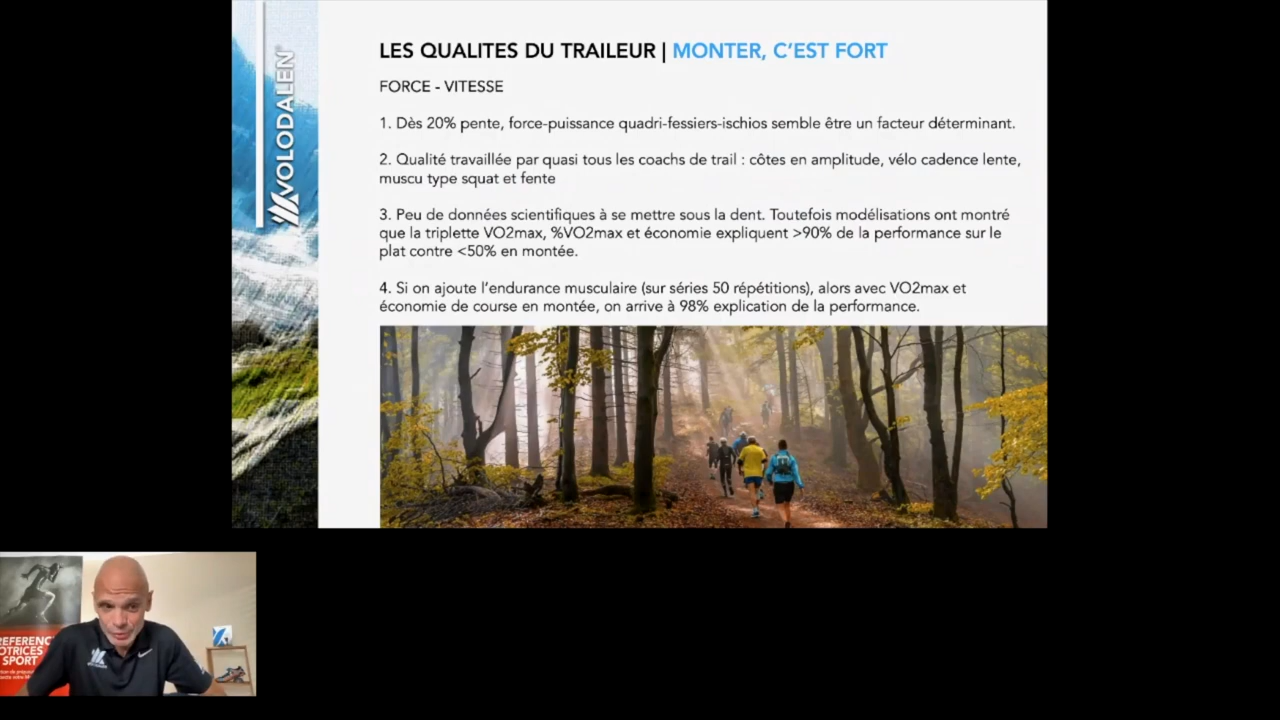 VOLODALEN
LES QUALITES DU TRAILEUR | MONTER, C'EST FORT
FORCE - VITESSE
1. Dès 20% pente, force-puissance quadri-fessiers-ischios semble être un facteur déterminant.
2. Qualité travaillée par quasi tous les coachs de trail : côtes en amplitude, vélo cadence lente,
muscu type squat et fente
3. Peu de données scientifiques à se mettre sous la dent. Toutefois modélisations ont montré
que la triplette VO2max, %VO2max et économie expliquent >90% de la performance sur le
plat contre <50% en montée.
4. Si on ajoute l'endurance musculaire (sur séries 50 répétitions), alors avec VO2max et
économie de course en montée, on arrive à 98% explication de la performance.
SPORT